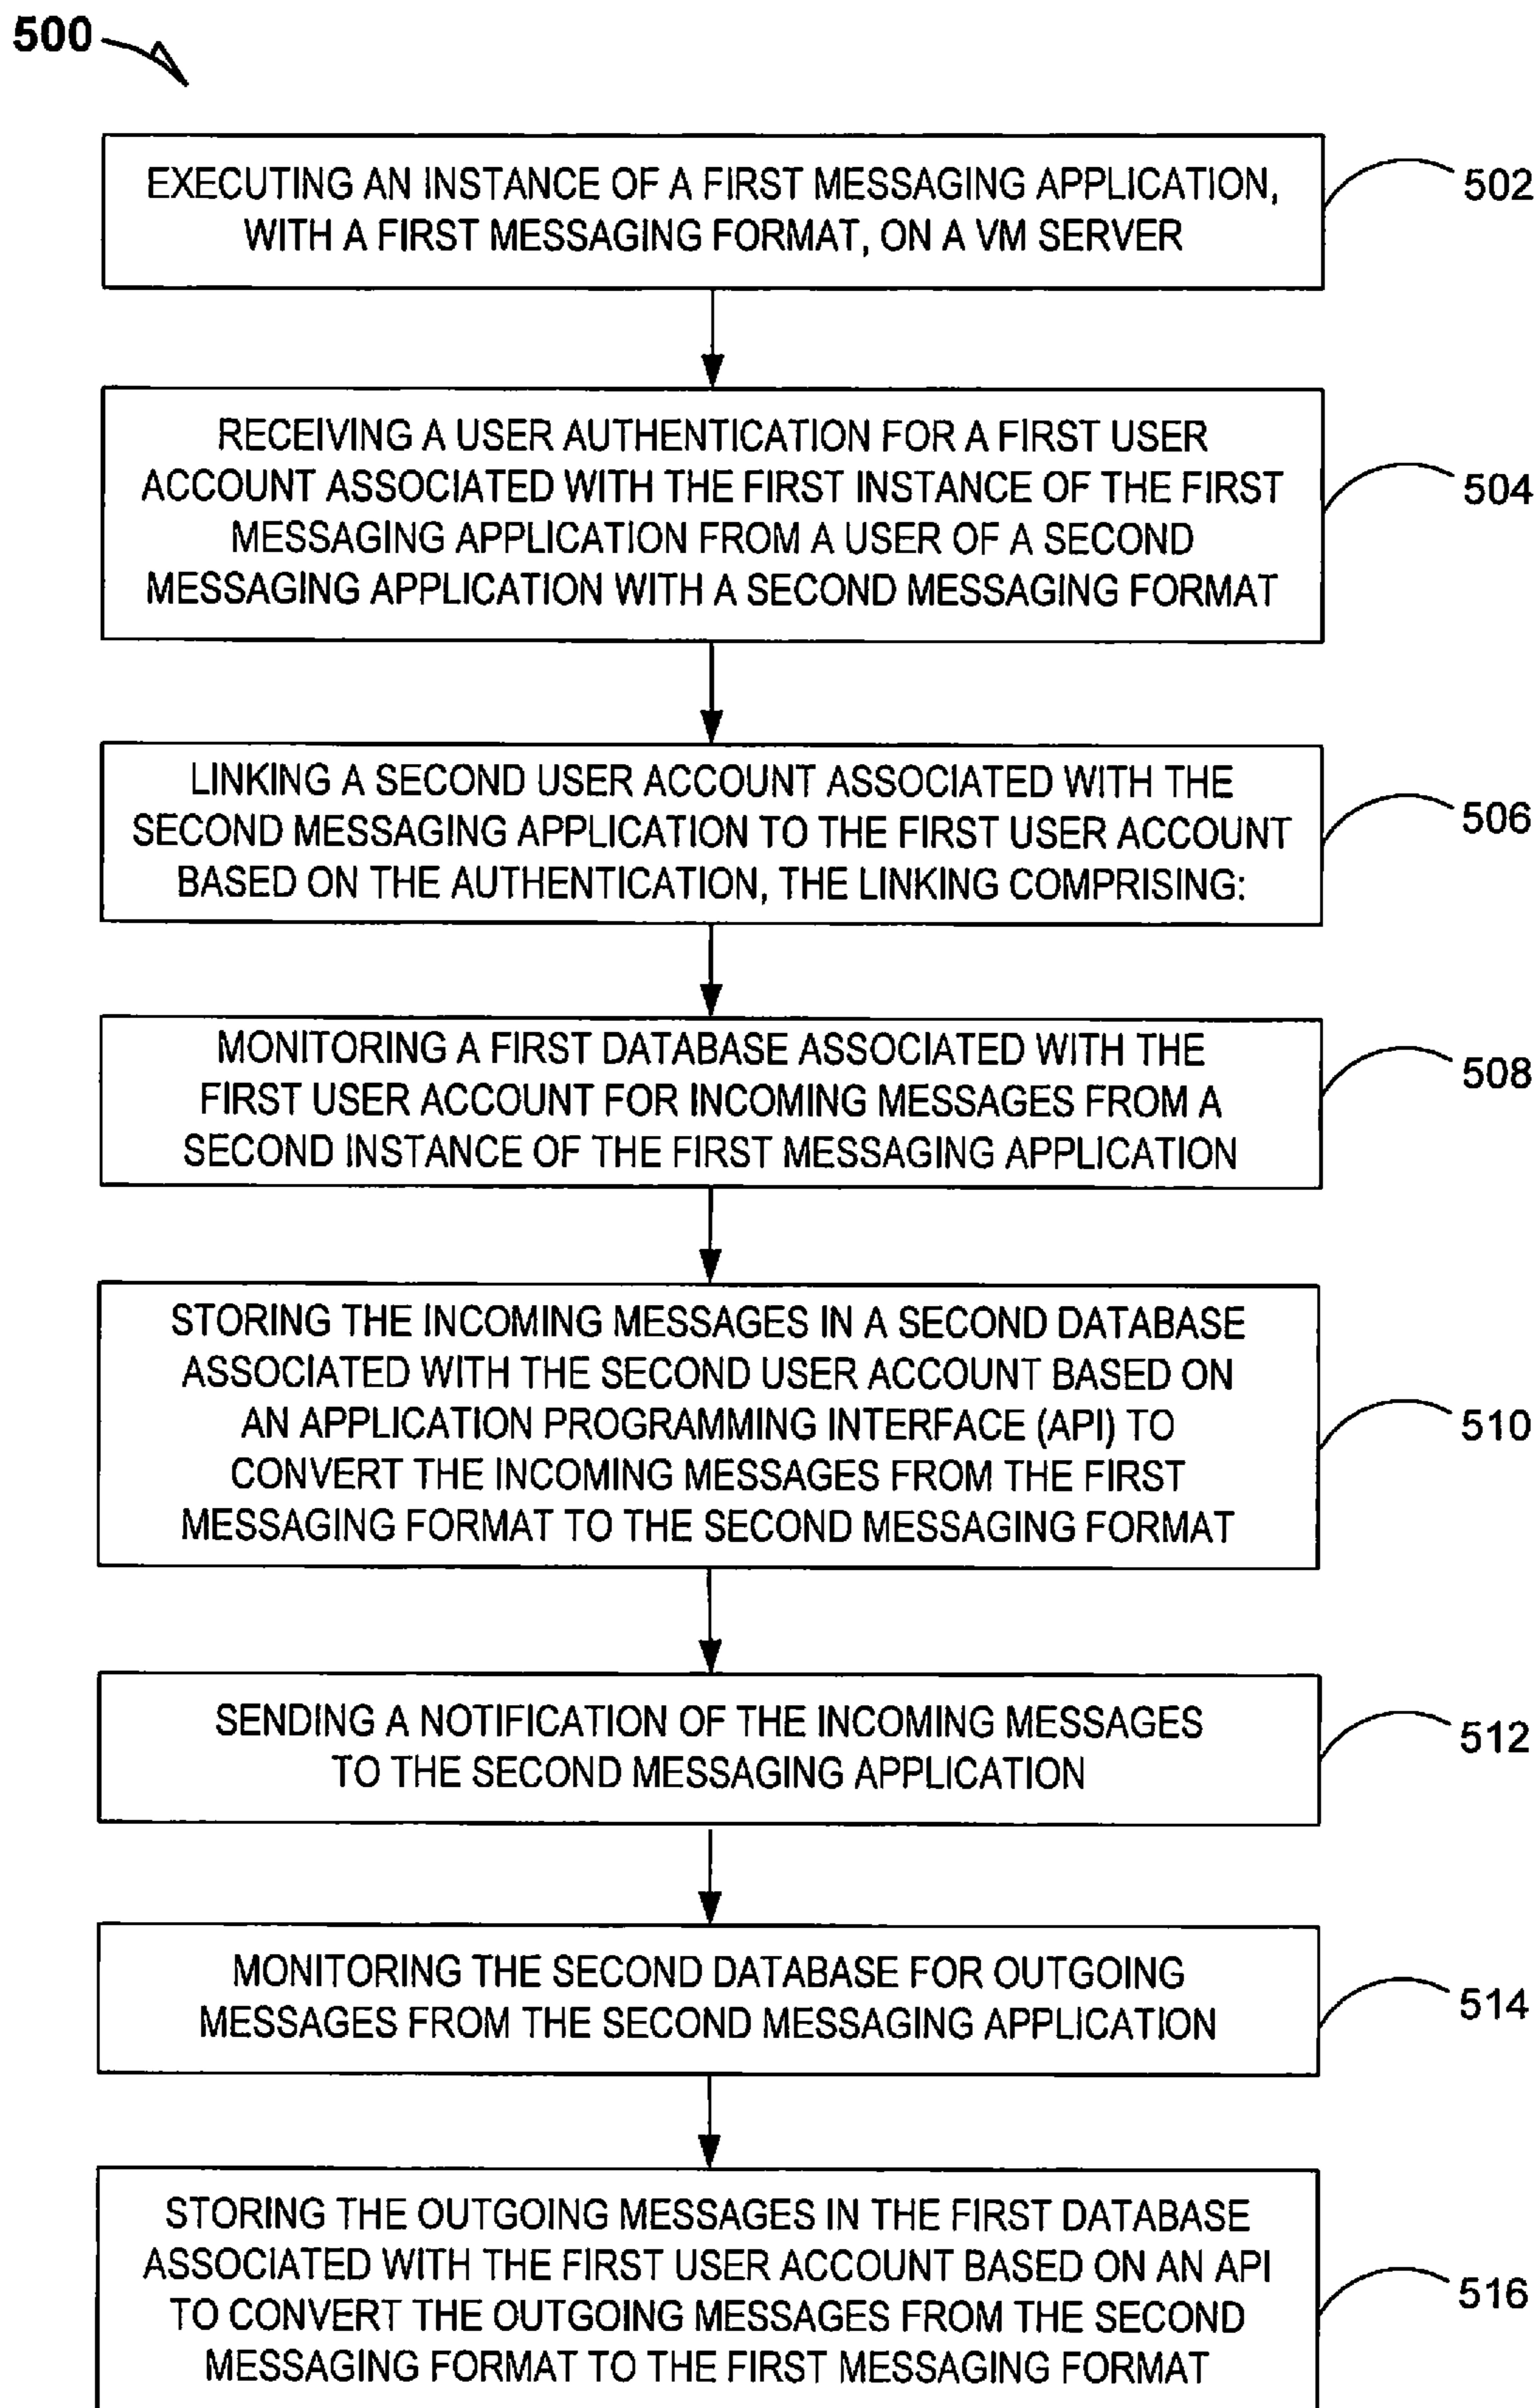 500
EXECUTING AN INSTANCE OF A FIRST MESSAGING APPLICATION,
WITH A FIRST MESSAGING FORMAT, ON A VM SERVER
502
RECEIVING A USER AUTHENTICATION FOR A FIRST USER
ACCOUNT ASSOCIATED WITH THE FIRST INSTANCE OF THE FIRST
MESSAGING APPLICATION FROM A USER OF A SECOND
MESSAGING APPLICATION WITH A SECOND MESSAGING FORMAT
504
LINKING A SECOND USER ACCOUNT ASSOCIATED WITH THE
SECOND MESSAGING APPLICATION TO THE FIRST USER ACCOUNT
BASED ON THE AUTHENTICATION, THE LINKING COMPRISING:
506
MONITORING A FIRST DATABASE ASSOCIATED WITH THE
FIRST USER ACCOUNT FOR INCOMING MESSAGES FROM A
SECOND INSTANCE OF THE FIRST MESSAGING APPLICATION
508
STORING THE INCOMING MESSAGES IN A SECOND DATABASE
ASSOCIATED WITH THE SECOND USER ACCOUNT BASED ON
AN APPLICATION PROGRAMMING INTERFACE (API) TO
CONVERT THE INCOMING MESSAGES FROM THE FIRST
MESSAGING FORMAT TO THE SECOND MESSAGING FORMAT
510
SENDING A NOTIFICATION OF THE INCOMING MESSAGES
TO THE SECOND MESSAGING APPLICATION
512
MONITORING THE SECOND DATABASE FOR OUTGOING
MESSAGES FROM THE SECOND MESSAGING APPLICATION
514
STORING THE OUTGOING MESSAGES IN THE FIRST DATABASE
ASSOCIATED WITH THE FIRST USER ACCOUNT BASED ON AN API
TO CONVERT THE OUTGOING MESSAGES FROM THE SECOND
MESSAGING FORMAT TO THE FIRST MESSAGING FORMAT
516